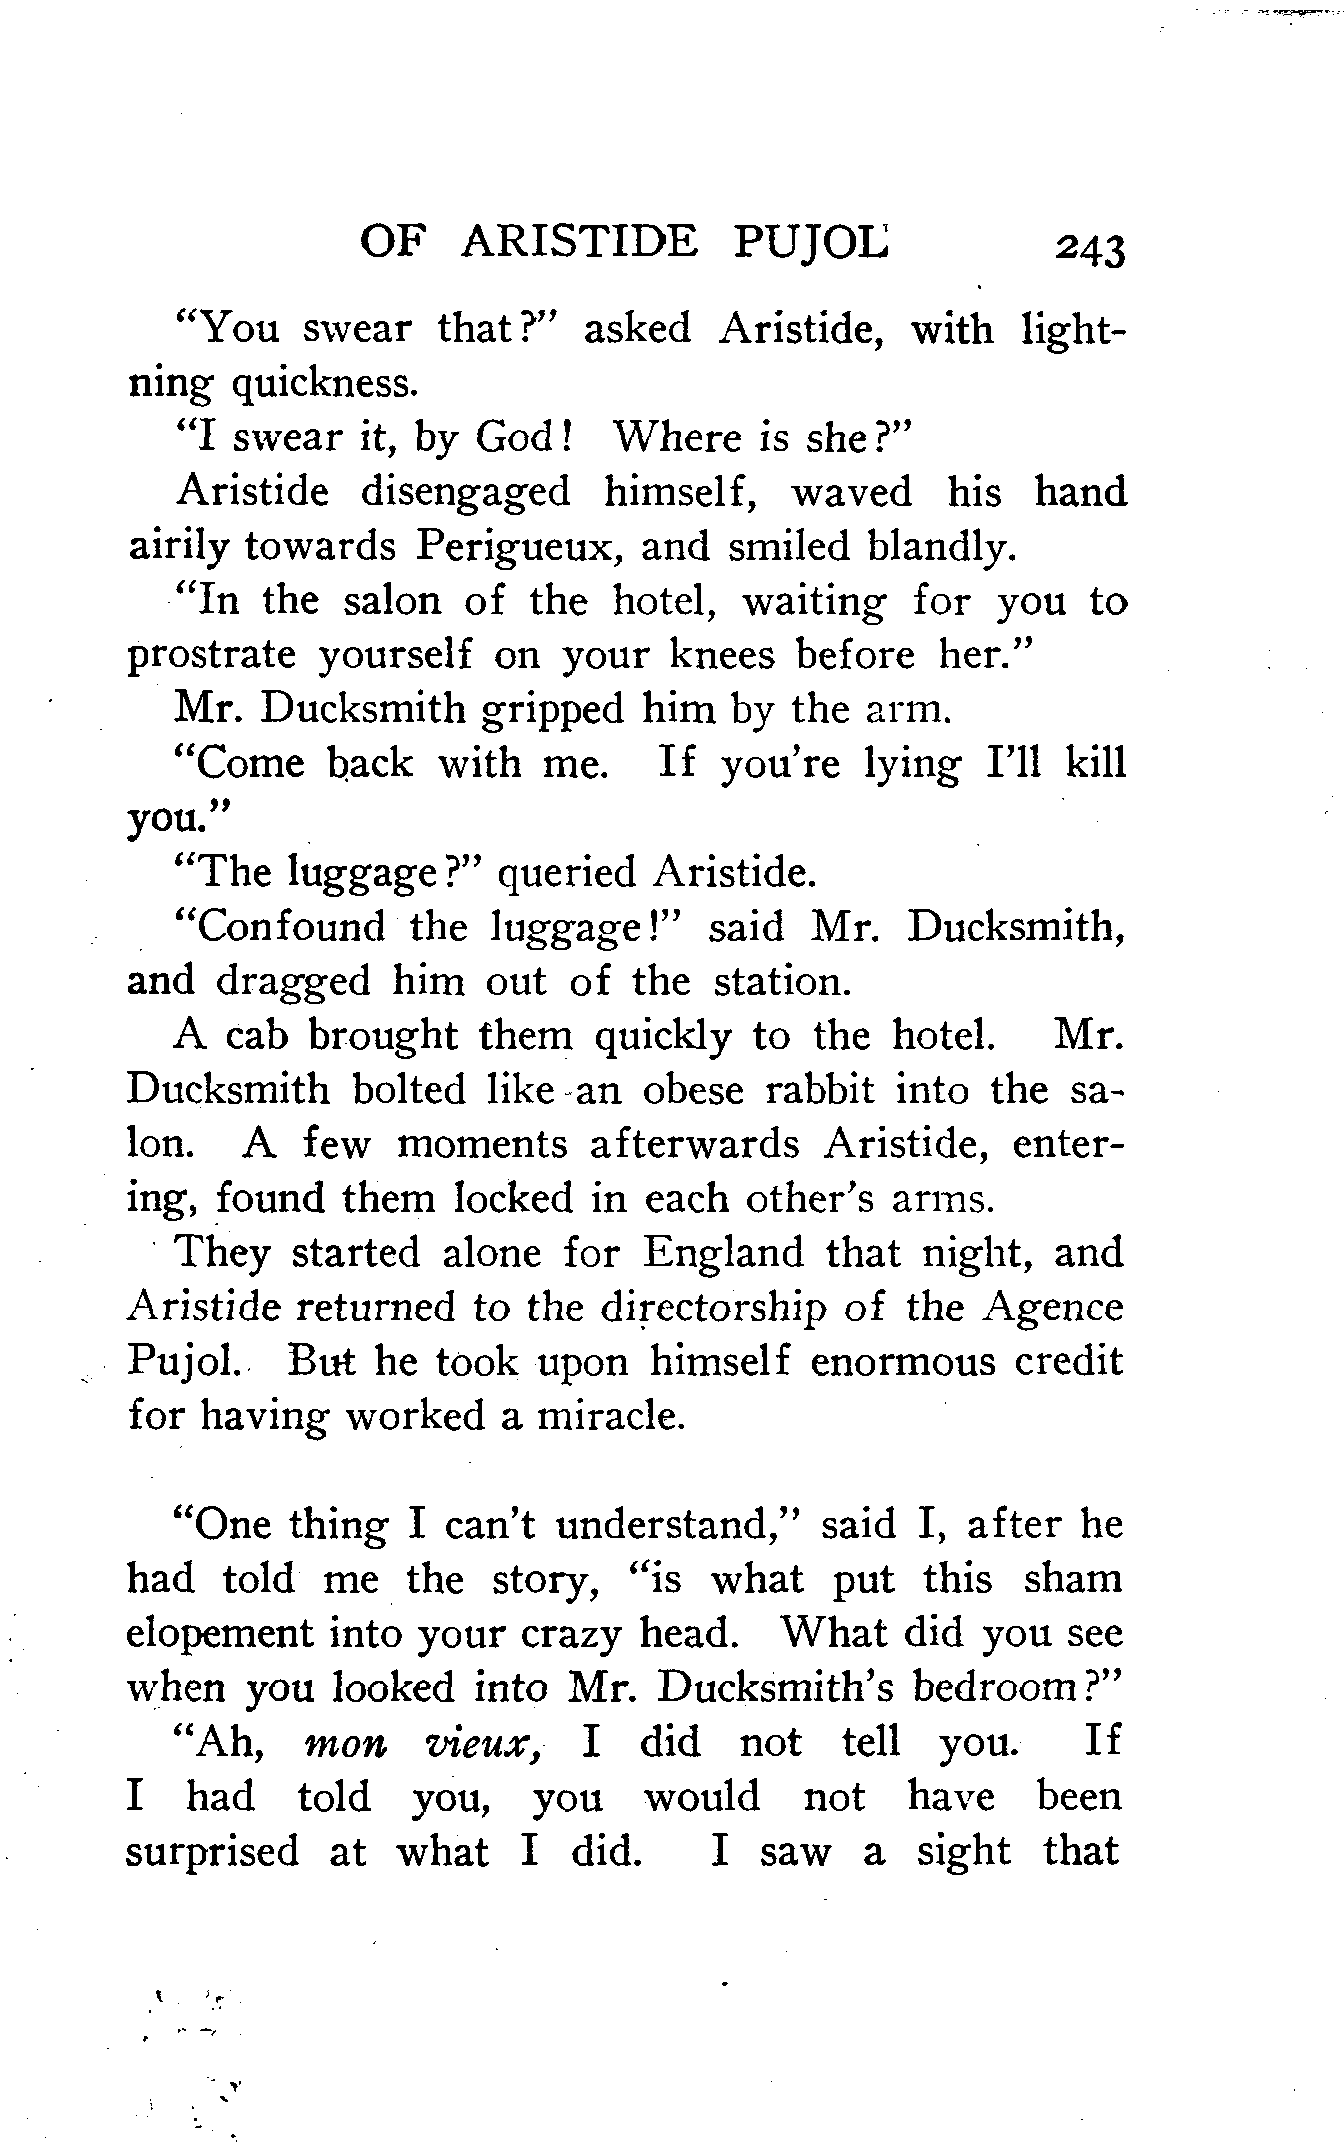 OF ARISTIDE PUJOL 243
"You swear that?" asked Aristide, with light-
ning quickness.
"I swear it, by God! Where is she?"
Aristide disengaged himself, waved his hand
airily towards Perigueux, and smiled blandly.
"In the salon of the hotel, waiting for you to
prostrate yourself on your knees before her."
Mr. Ducksmith gripped him by the arm.
"Come back with me. If you're lying I'll kill
you."
"The luggage?" queried Aristide.
"Confound the luggage!" said Mr. Ducksmith,
and dragged him out of the station.
A cab brought them quickly to the hotel. Mr.
Ducksmith bolted like an obese rabbit into the sa-
lon. A few moments afterwards Aristide, enter-
ing, found them locked in each other's arms.
They started alone for England that night, and
Aristide returned to the directorship of the Agence
Pujol. But he took upon himself enormous credit
for having worked a miracle.
"One thing I can't understand," said I, after he
had told me the story, "is what put this sham
elopement into your crazy head. What did you see
when you looked into Mr. Ducksmith's bedroom?"
"Ah, mon vieux, I did not tell you. If
I had told you, you would not have been
surprised at what I did. I saw a sight that